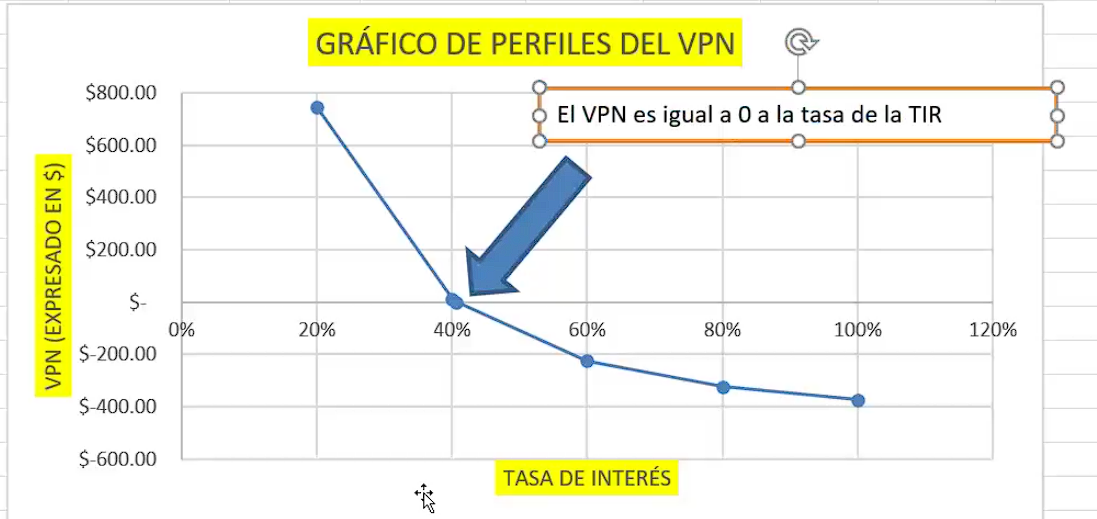 GRÁFICO DE PERFILES DEL VPN
El VPN es igual a 0 a la tasa de la TIR
VPN (EXPRESADO EN $)
$800.00
$600.00
$400.00
$200.00
$-
$-200.00
$-400.00
$-600.00
0% 20% 40% 60% 80% 100% 120%
TASA DE INTERÉS